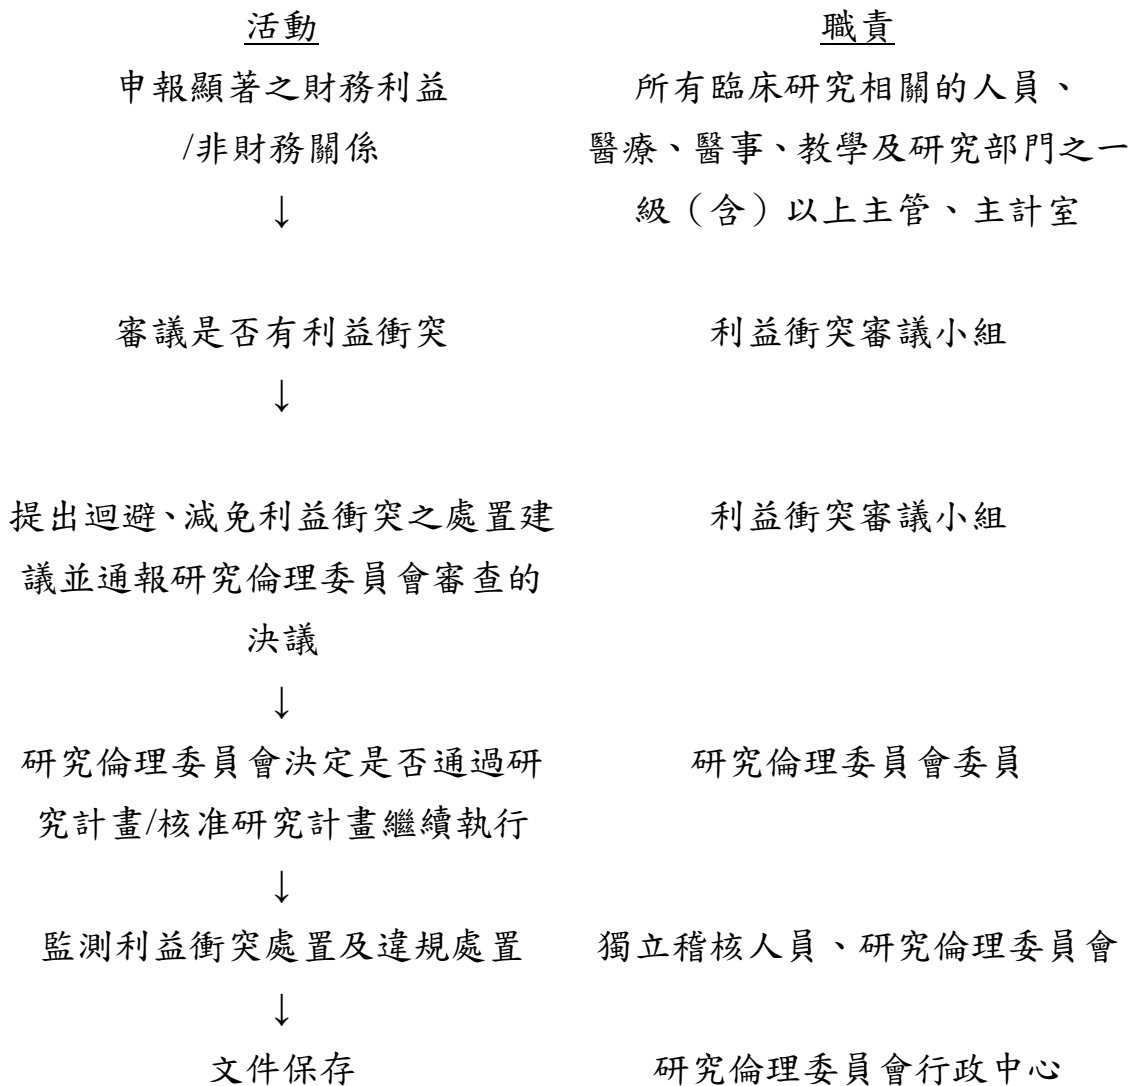 活動 職責
申報顯著之財務利益 所有臨床研究相關的人員、
/非財務關係 醫療、醫事、教學及研究部門之一
↓ 級（含）以上主管、主計室
審議是否有利益衝突 利益衝突審議小組
↓
提出迴避、減免利益衝突之處置建 利益衝突審議小組
議並通報研究倫理委員會審查的
決議
↓
研究倫理委員會決定是否通過研 研究倫理委員會委員
究計畫/核准研究計畫繼續執行
↓
監測利益衝突處置及違規處置 獨立稽核人員、研究倫理委員會
↓
文件保存 研究倫理委員會行政中心